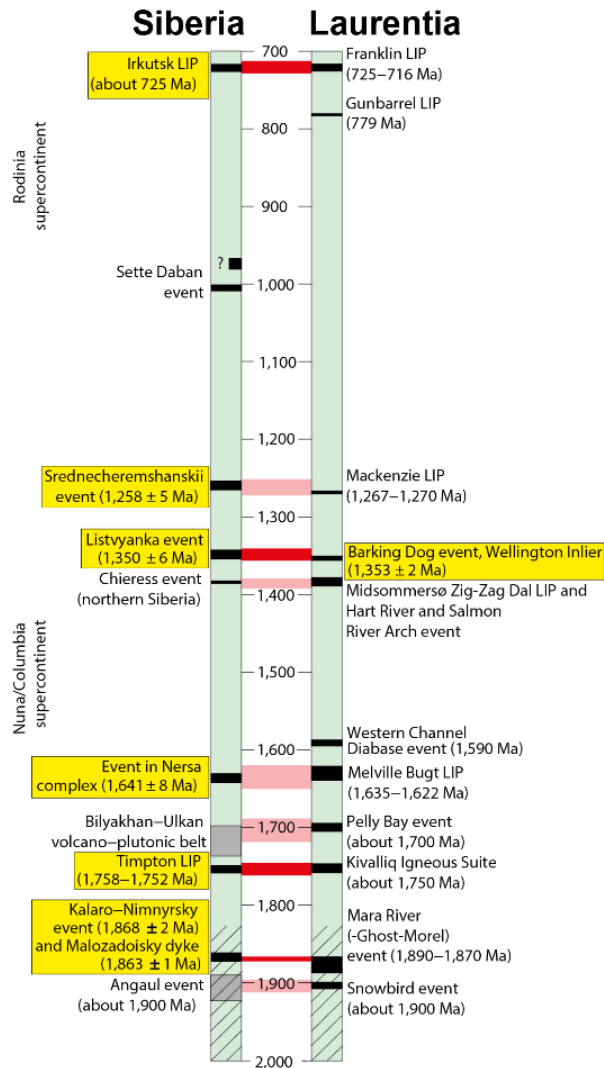 Siberia
Laurentia
Irkutsk LIP
(about 725 Ma)
700
Franklin LIP
(725–716 Ma)
Gunbarrel LIP
(779 Ma)
800
Rodinia
supercontinent
900
?
Sette Daban
event
1,000
1,100
1,200
Srednecheremshanskii
event (1,258 ± 5 Ma)
Mackenzie LIP
(1,267–1,270 Ma)
1,300
Listvyanka event
(1,350 ± 6 Ma)
Barking Dog event, Wellington Inlier
(1,353 ± 2 Ma)
Chieress event
(northern Siberia)
1,400
Midsommersø Zig-Zag Dal LIP and
Hart River and Salmon
River Arch event
1,500
Nuna/Columbia
supercontinent
1,600
Western Channel
Diabase event (1,590 Ma)
Event in Nersa
complex (1,641 ± 8 Ma)
Melville Bugt LIP
(1,635–1,622 Ma)
Bilyakhan–Ulkan
volcano–plutonic belt
1,700
Pelly Bay event
(about 1,700 Ma)
Timpton LIP
(1,758–1,752 Ma)
Kivalliq Igneous Suite
(about 1,750 Ma)
1,800
Kalaro–Nimnyrsky
event (1,868 ± 2 Ma)
and Malozadoisky dyke
(1,863 ± 1 Ma)
Mara River
(-Ghost-Morel)
event (1,890–1,870 Ma)
Angaul event
(about 1,900 Ma)
1,900
Snowbird event
(about 1,900 Ma)
2,000